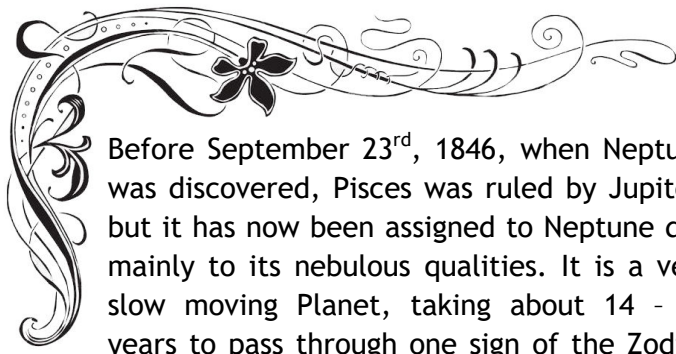 Before September 23rd, 1846, when Neptu
was discovered, Pisces was ruled by Jupit
but it has now been assigned to Neptune d
mainly to its nebulous qualities. It is a ve
slow moving Planet, taking about 14 –
years to pass through one sign of the Zod